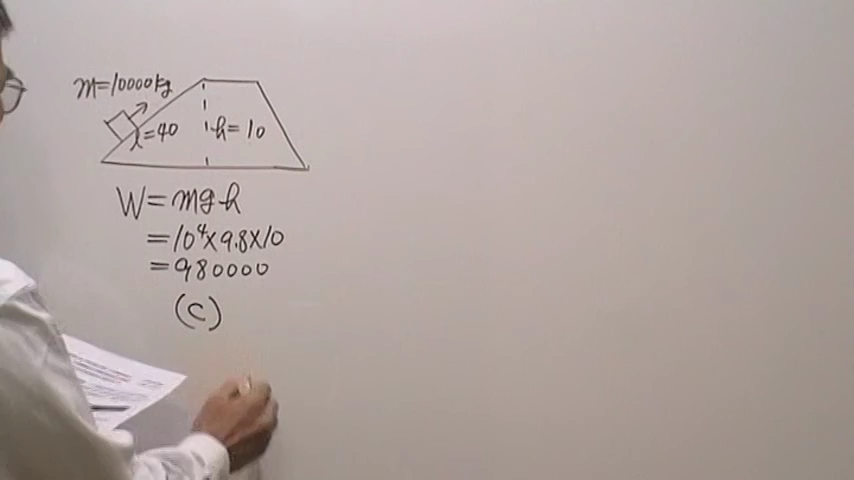 m=10000kg
l=40
h=10
W=mgh
=10⁴×9.8×10
=980000
(C)